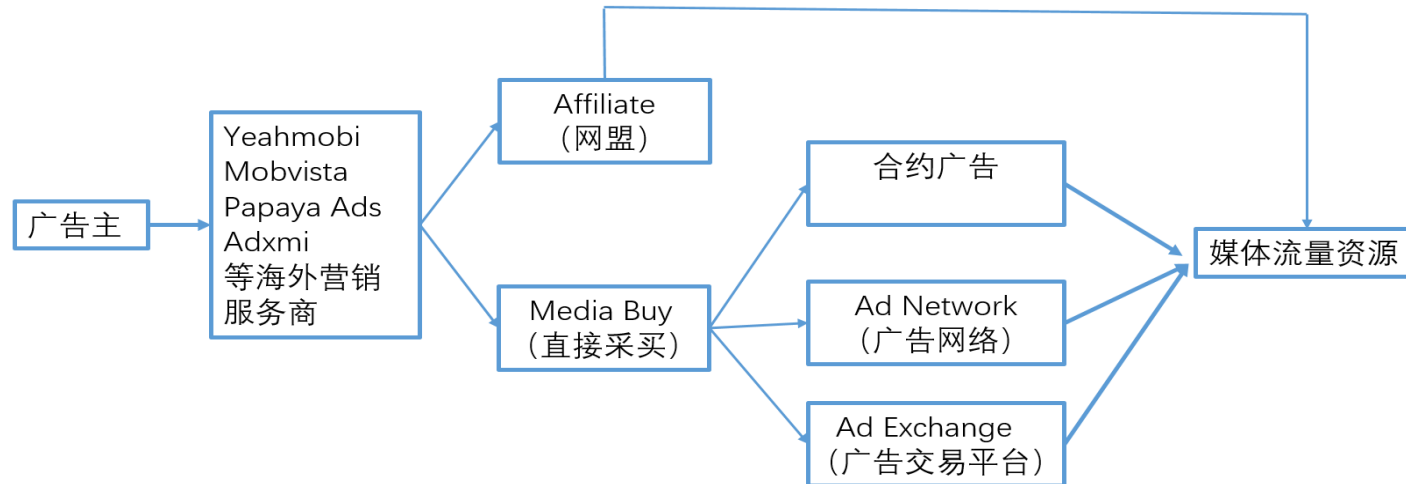 广告主
Yeahmobi
Mobvista
Papaya Ads
Adxmi
等海外营销
服务商
Affiliate
（网盟）
Media Buy
（直接采买）
合约广告
Ad Network
（广告网络）
Ad Exchange
（广告交易平台）
媒体流量资源